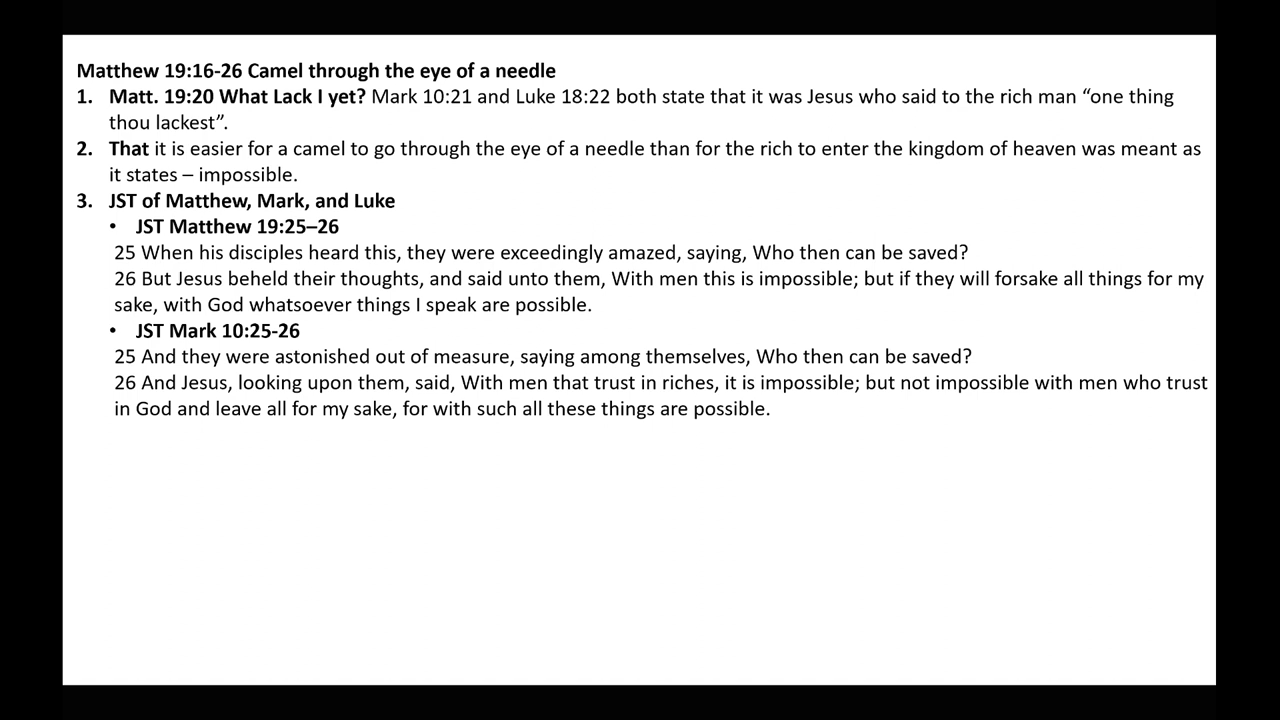 Matthew 19:16-26 Camel through the eye of a needle
1. Matt. 19:20 What Lack I yet? Mark 10:21 and Luke 18:22 both state that it was Jesus who said to the rich man “one thing
thou lackest”.
2. That it is easier for a camel to go through the eye of a needle than for the rich to enter the kingdom of heaven was meant as
it states – impossible.
3. JST of Matthew, Mark, and Luke
• JST Matthew 19:25–26
25 When his disciples heard this, they were exceedingly amazed, saying, Who then can be saved?
26 But Jesus beheld their thoughts, and said unto them, With men this is impossible; but if they will forsake all things for my
sake, with God whatsoever things I speak are possible.
• JST Mark 10:25-26
25 And they were astonished out of measure, saying among themselves, Who then can be saved?
26 And Jesus, looking upon them, said, With men that trust in riches, it is impossible; but not impossible with men who trust
in God and leave all for my sake, for with such all these things are possible.